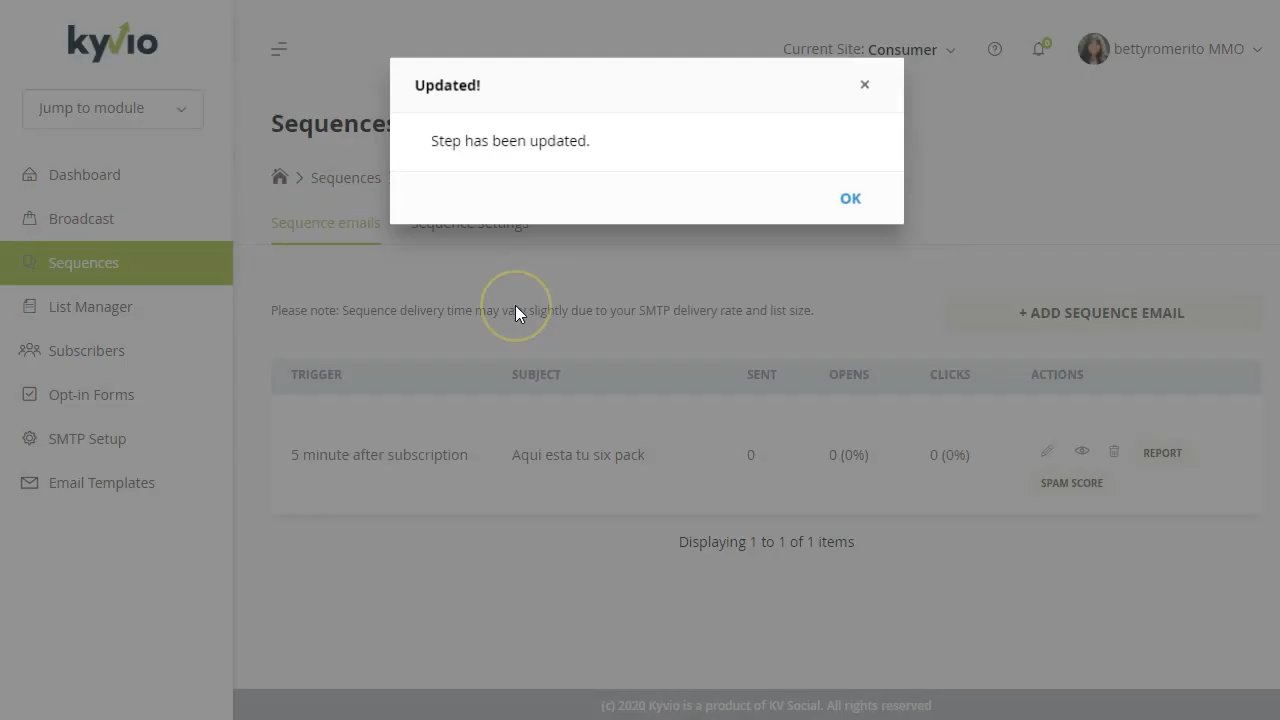 kyvio
Current Site: Consumer
0
bettyromerito MMO
Jump to module
Dashboard
Broadcast
Sequences
List Manager
Subscribers
Opt-in Forms
SMTP Setup
Email Templates
Updated!
×
Step has been updated.
OK
Sequences
Sequences
Sequence emails
Sequence settings
Please note: Sequence delivery time may vary slightly due to your SMTP delivery rate and list size.
+ ADD SEQUENCE EMAIL
TRIGGER SUBJECT SENT OPENS CLICKS ACTIONS
5 minute after subscription Aqui esta tu six pack 0 0 (0%) 0 (0%) REPORT
SPAM SCORE
Displaying 1 to 1 of 1 items
(c) 2020 Kyvio is a product of KV Social. All rights reserved